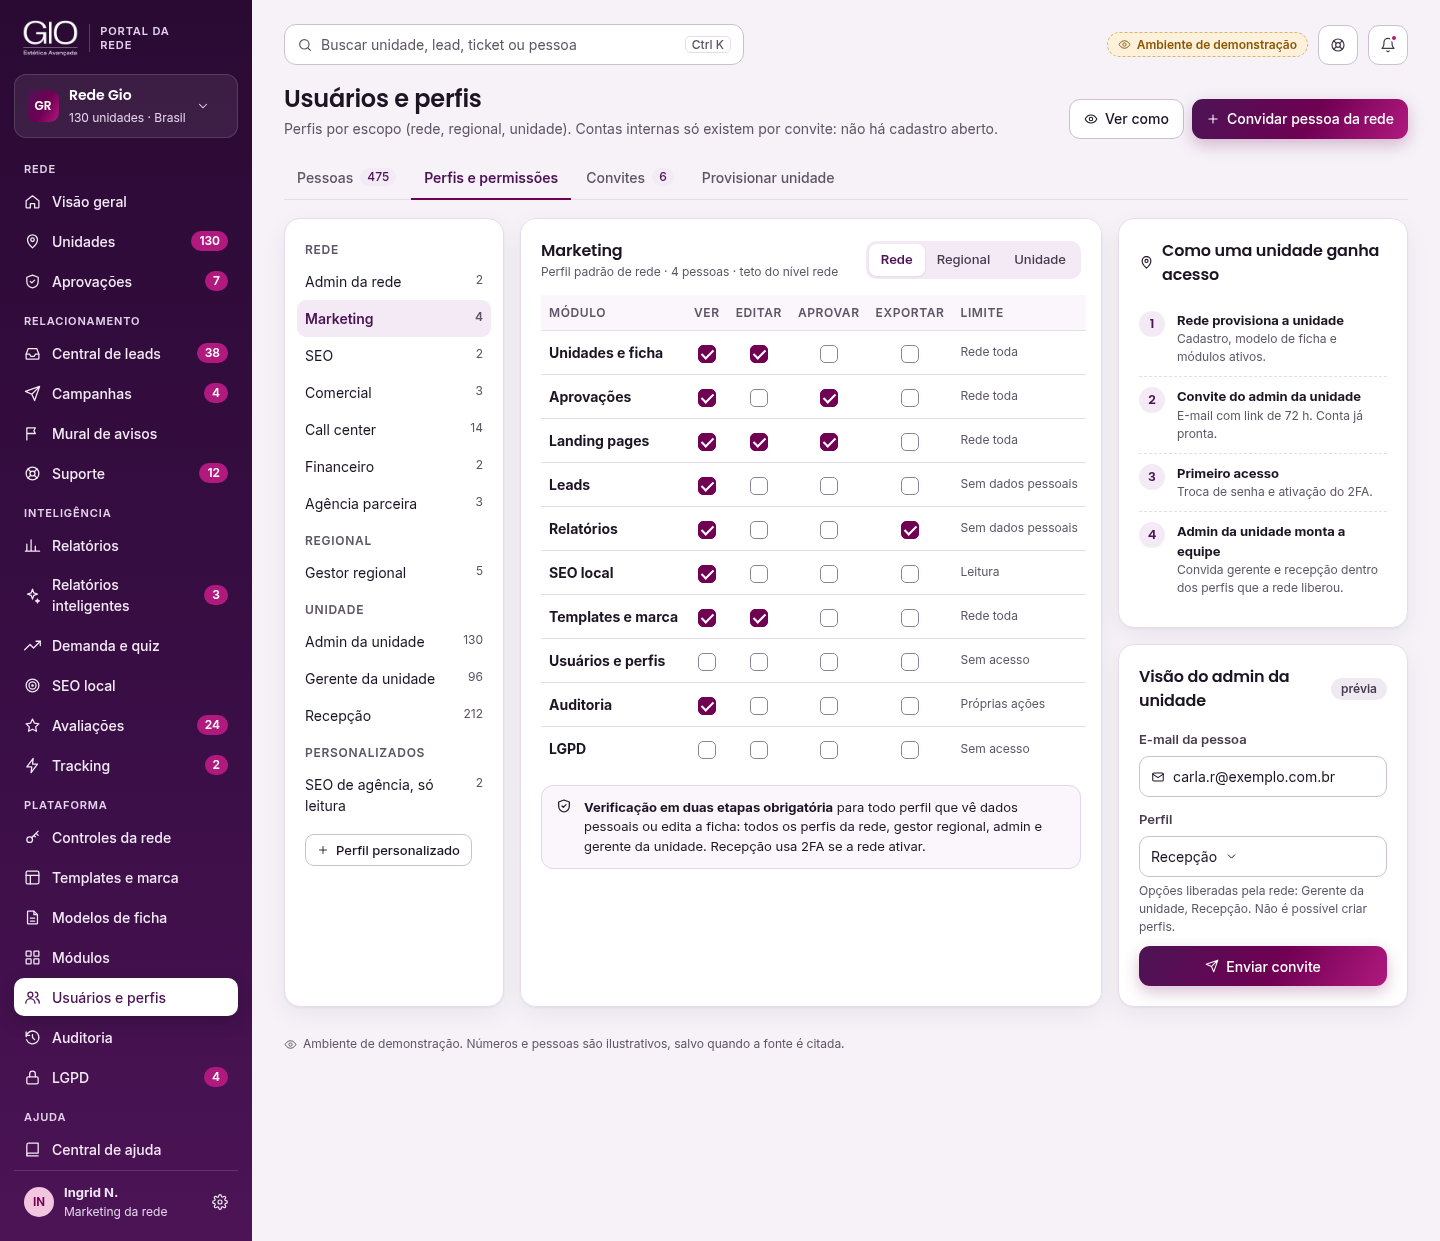 GIO
Estética Avançada
PORTAL DA
REDE
GR
Rede Gio
130 unidades · Brasil
REDE
Visão geral
Unidades 130
Aprovações 7
RELACIONAMENTO
Central de leads 38
Campanhas 4
Mural de avisos
Suporte 12
INTELIGÊNCIA
Relatórios
Relatórios
inteligentes 3
Demanda e quiz
SEO local
Avaliações 24
Tracking 2
PLATAFORMA
Controles da rede
Templates e marca
Modelos de ficha
Módulos
Usuários e perfis
Auditoria
LGPD 4
AJUDA
Central de ajuda
IN
Ingrid N.
Marketing da rede
Buscar unidade, lead, ticket ou pessoa Ctrl K
Ambiente de demonstração
Usuários e perfis
Perfis por escopo (rede, regional, unidade). Contas internas só existem por convite: não há cadastro aberto.
Ver como
Convidar pessoa da rede
Pessoas 475 Perfis e permissões Convites 6 Provisionar unidade
REDE
Admin da rede 2
Marketing 4
SEO 2
Comercial 3
Call center 14
Financeiro 2
Agência parceira 3
REGIONAL
Gestor regional 5
UNIDADE
Admin da unidade 130
Gerente da unidade 96
Recepção 212
PERSONALIZADOS
SEO de agência, só 2
leitura
Perfil personalizado
Marketing
Perfil padrão de rede · 4 pessoas · teto do nível rede
Rede Regional Unidade
MÓDULO VER EDITAR APROVAR EXPORTAR LIMITE
Unidades e ficha Rede toda
Aprovações Rede toda
Landing pages Rede toda
Leads Sem dados pessoais
Relatórios Sem dados pessoais
SEO local Leitura
Templates e marca Rede toda
Usuários e perfis Sem acesso
Auditoria Próprias ações
LGPD Sem acesso
Verificação em duas etapas obrigatória para todo perfil que vê dados
pessoais ou edita a ficha: todos os perfis da rede, gestor regional, admin e
gerente da unidade. Recepção usa 2FA se a rede ativar.
Como uma unidade ganha
acesso
1 Rede provisiona a unidade
Cadastro, modelo de ficha e
módulos ativos.
2 Convite do admin da unidade
E-mail com link de 72 h. Conta já
pronta.
3 Primeiro acesso
Troca de senha e ativação do 2FA.
4 Admin da unidade monta a
equipe
Convida gerente e recepção dentro
dos perfis que a rede liberou.
Visão do admin da
unidade
prévia
E-mail da pessoa
carla.r@exemplo.com.br
Perfil
Recepção
Opções liberadas pela rede: Gerente da
unidade, Recepção. Não é possível criar
perfis.
Enviar convite
Ambiente de demonstração. Números e pessoas são ilustrativos, salvo quando a fonte é citada.